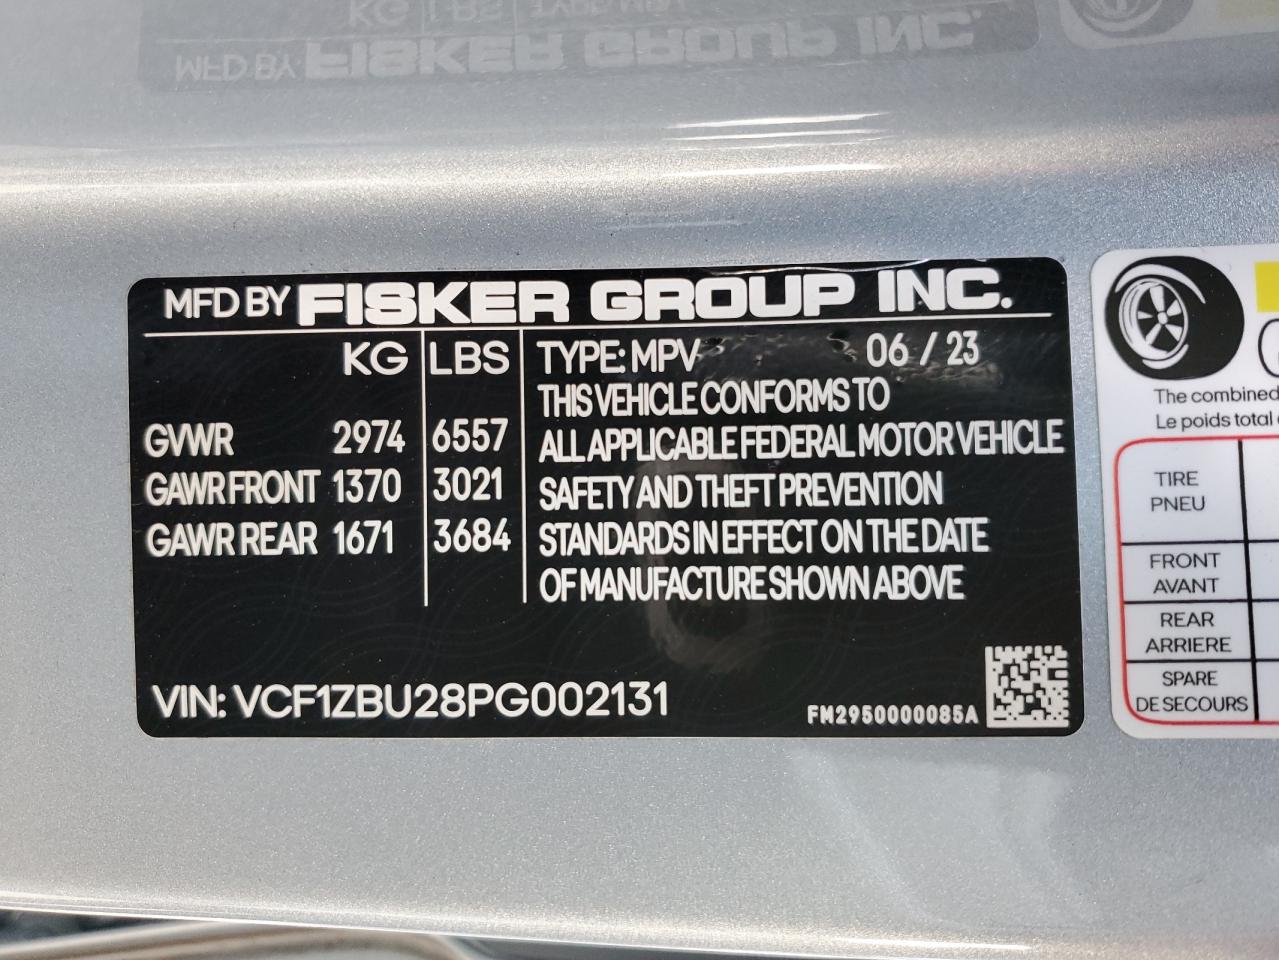 MFD BY FISKER GROUP INC.
KG LBS TYPE: MPV 06 / 23
THIS VEHICLE CONFORMS TO
GVWR 2974 6557 ALL APPLICABLE FEDERAL MOTOR VEHICLE
GAWR FRONT 1370 3021 SAFETY AND THEFT PREVENTION
GAWR REAR 1671 3684 STANDARDS IN EFFECT ON THE DATE
OF MANUFACTURE SHOWN ABOVE
VIN: VCF1ZBU28PG002131
FM2950000085A
The combined
Le poids total
TIRE
PNEU
FRONT
AVANT
REAR
ARRIERE
SPARE
DE SECOURS